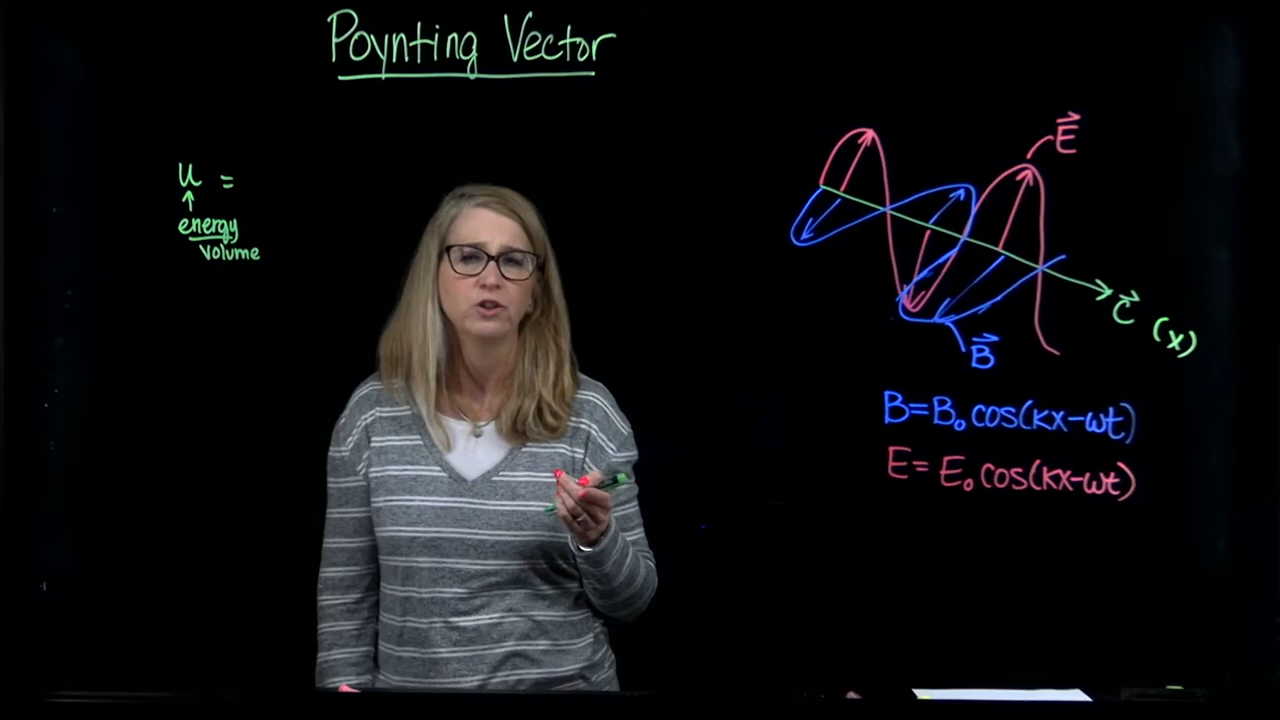 Poynting Vector
u =
↑
energy
volume
E⃗
c⃗ (x)
B⃗
B=B₀cos(kx-ωt)
E=E₀cos(kx-ωt)